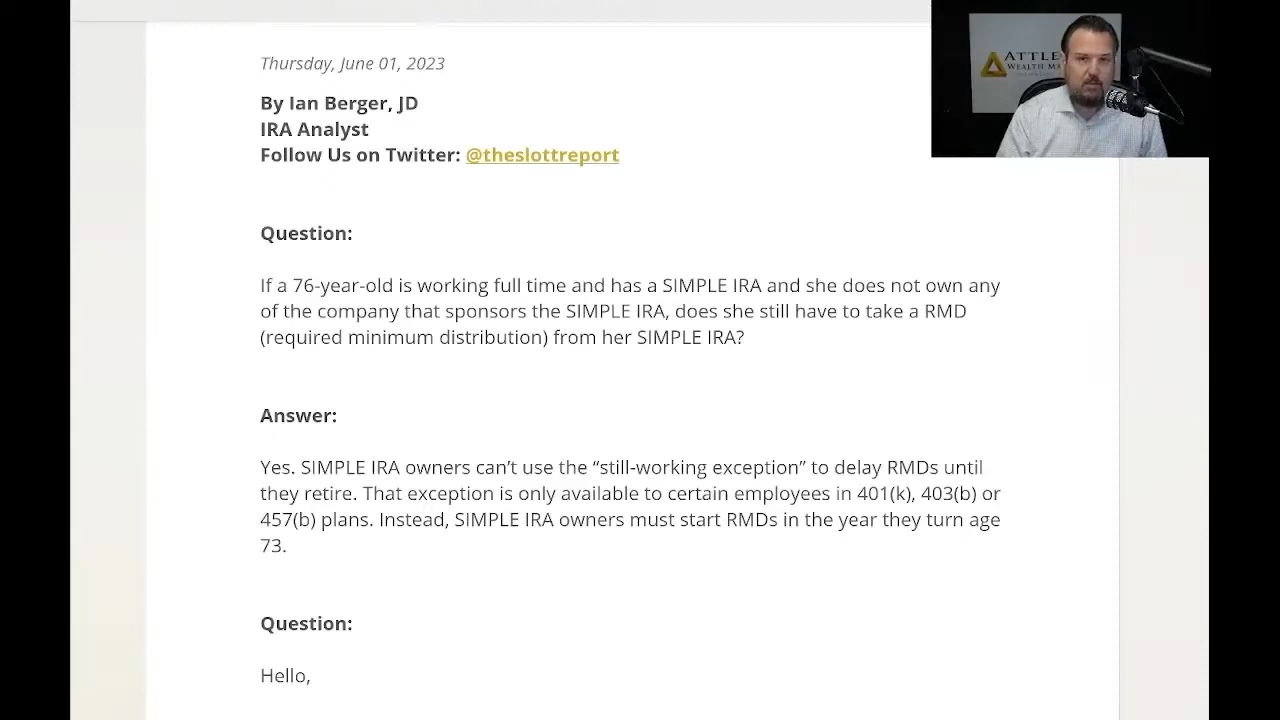 Thursday, June 01, 2023
By Ian Berger, JD
IRA Analyst
Follow Us on Twitter: @theslottreport
Question:
If a 76-year-old is working full time and has a SIMPLE IRA and she does not own any
of the company that sponsors the SIMPLE IRA, does she still have to take a RMD
(required minimum distribution) from her SIMPLE IRA?
Answer:
Yes. SIMPLE IRA owners can’t use the “still-working exception” to delay RMDs until
they retire. That exception is only available to certain employees in 401(k), 403(b) or
457(b) plans. Instead, SIMPLE IRA owners must start RMDs in the year they turn age
73.
Question:
Hello,